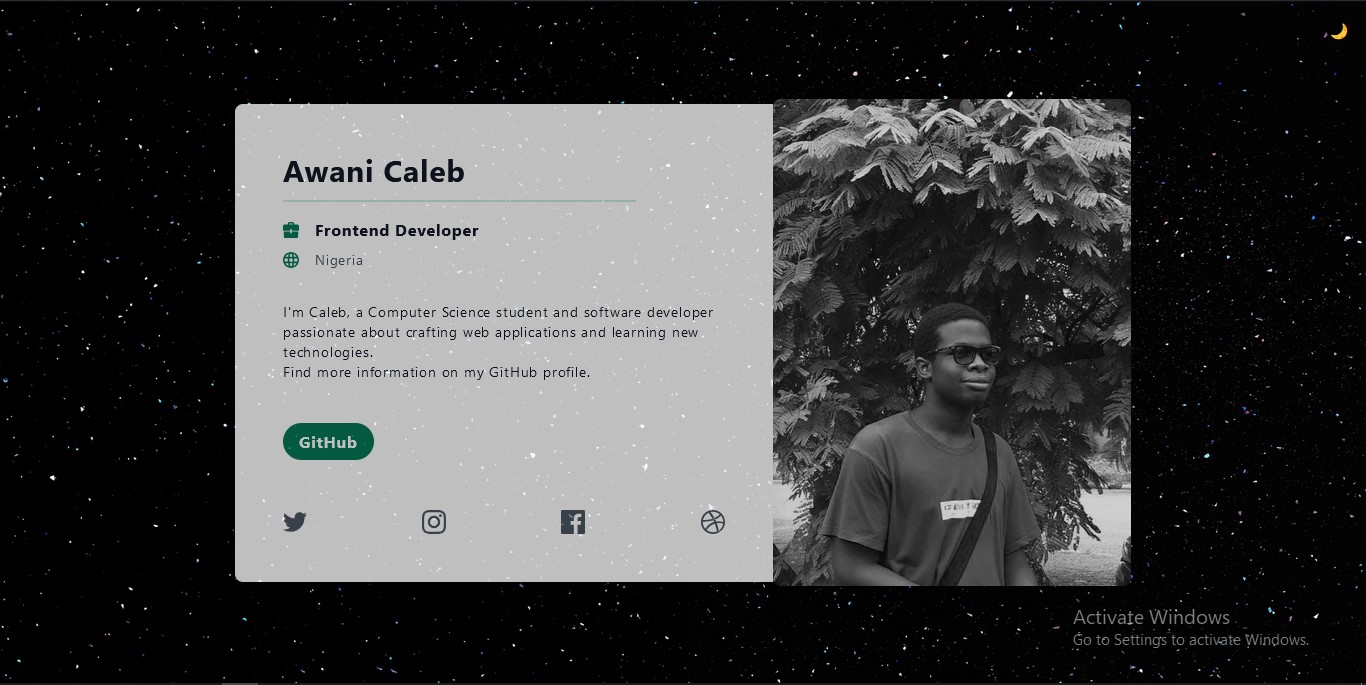 Awani Caleb
Frontend Developer
Nigeria
I'm Caleb, a Computer Science student and software developer
passionate about crafting web applications and learning new
technologies.
Find more information on my GitHub profile.
GitHub
Activate Windows
Go to Settings to activate Windows.